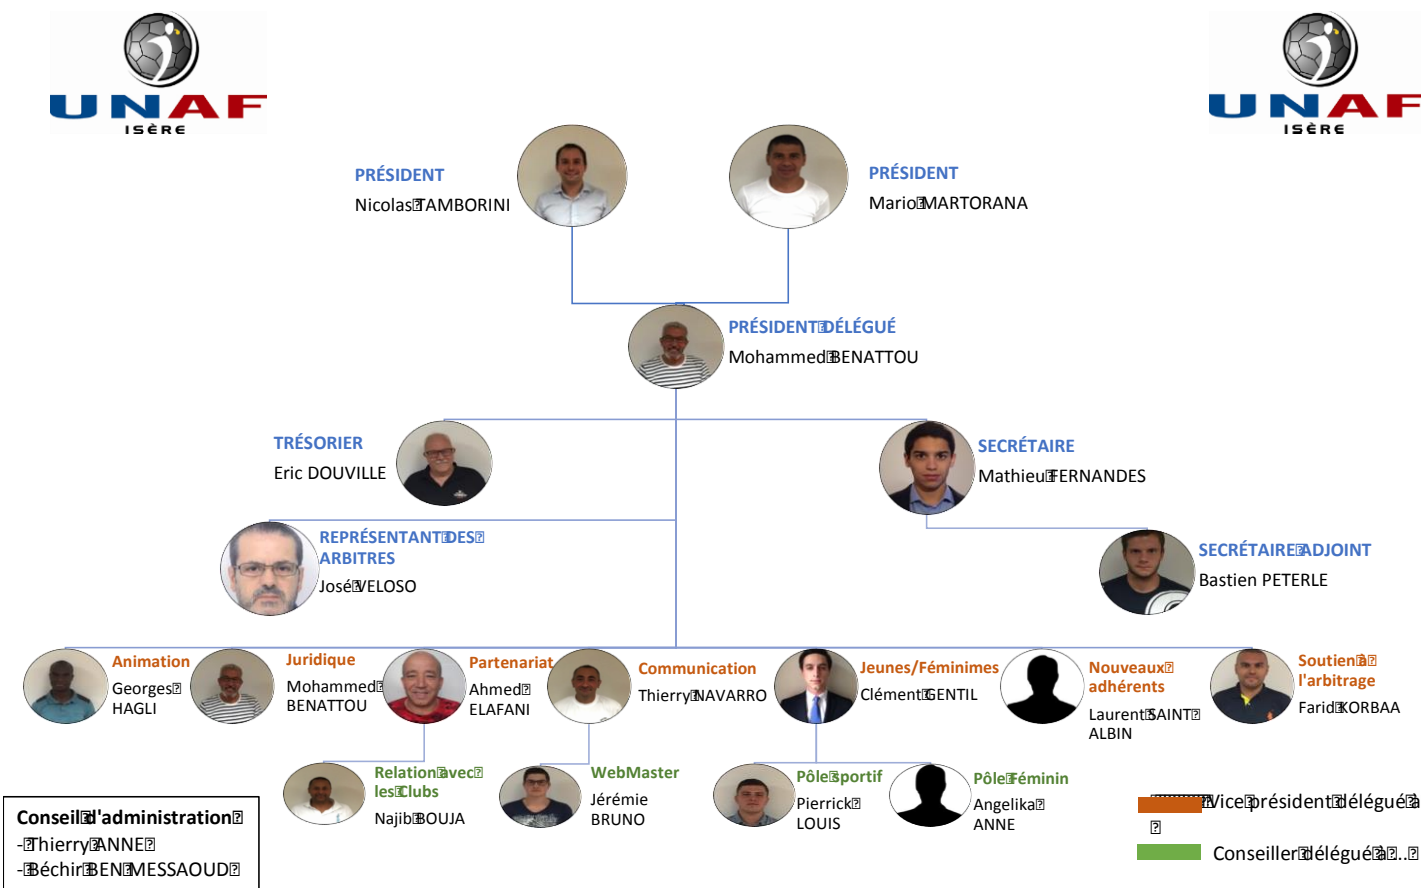 UNAF
ISÈRE
UNAF
ISÈRE
PRÉSIDENT
Nicolas TAMBORINI
PRÉSIDENT
Mario MARTORANA
PRÉSIDENT DÉLÉGUÉ
Mohammed BENATTOU
TRÉSORIER
Eric DOUVILLE
SECRÉTAIRE
Mathieu FERNANDES
REPRÉSENTANT DES
ARBITRES
José VELOSO
SECRÉTAIRE ADJOINT
Bastien PETERLE
Animation
Georges
HAGLI
Juridique
Mohammed
BENATTOU
Partenariat
Ahmed
ELAFANI
Communication
Thierry NAVARRO
Jeunes/Féminimes
Clément GENTIL
Nouveaux
adhérents
Laurent SAINT
ALBIN
Soutien à
l'arbitrage
Farid KORBAA
Relation avec
les Clubs
Najib BOUJA
WebMaster
Jérémie
BRUNO
Pôle sportif
Pierrick
LOUIS
Pôle Féminin
Angelika
ANNE
Conseil d'administration
- Thierry ANNE
- Béchir BEN MESSAOUD
Vice président délégué à
Conseiller délégué à ...